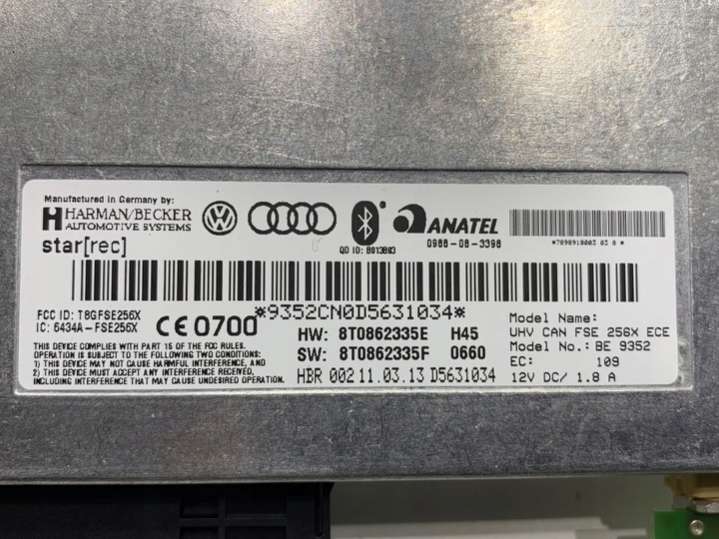 Manufactured in Germany by:
HARMAN/BECKER
AUTOMOTIVE SYSTEMS
star[rec]
ANATEL
0988-08-3398
*9352CN0D5631034*
FCC ID: T8GFSE256X
IC: 6434A-FSE256X
CE0700
HW: 8T0862335E H45
SW: 8T0862335F 0660
HBR 002 11.03.13 D5631034
THIS DEVICE COMPLIES WITH PART 15 OF THE FCC RULES.
OPERATION IS SUBJECT TO THE FOLLOWING TWO CONDITIONS:
1) THIS DEVICE MAY NOT CAUSE HARMFUL INTERFERENCE, AND
2) THIS DEVICE MUST ACCEPT ANY INTERFERENCE RECEIVED,
INCLUDING INTERFERENCE THAT MAY CAUSE UNDESIRED OPERATION.
Model Name:
UHV CAN FSE 256X ECE
Model No.: BE 9352
EC: 109
12V DC/ 1.8 A